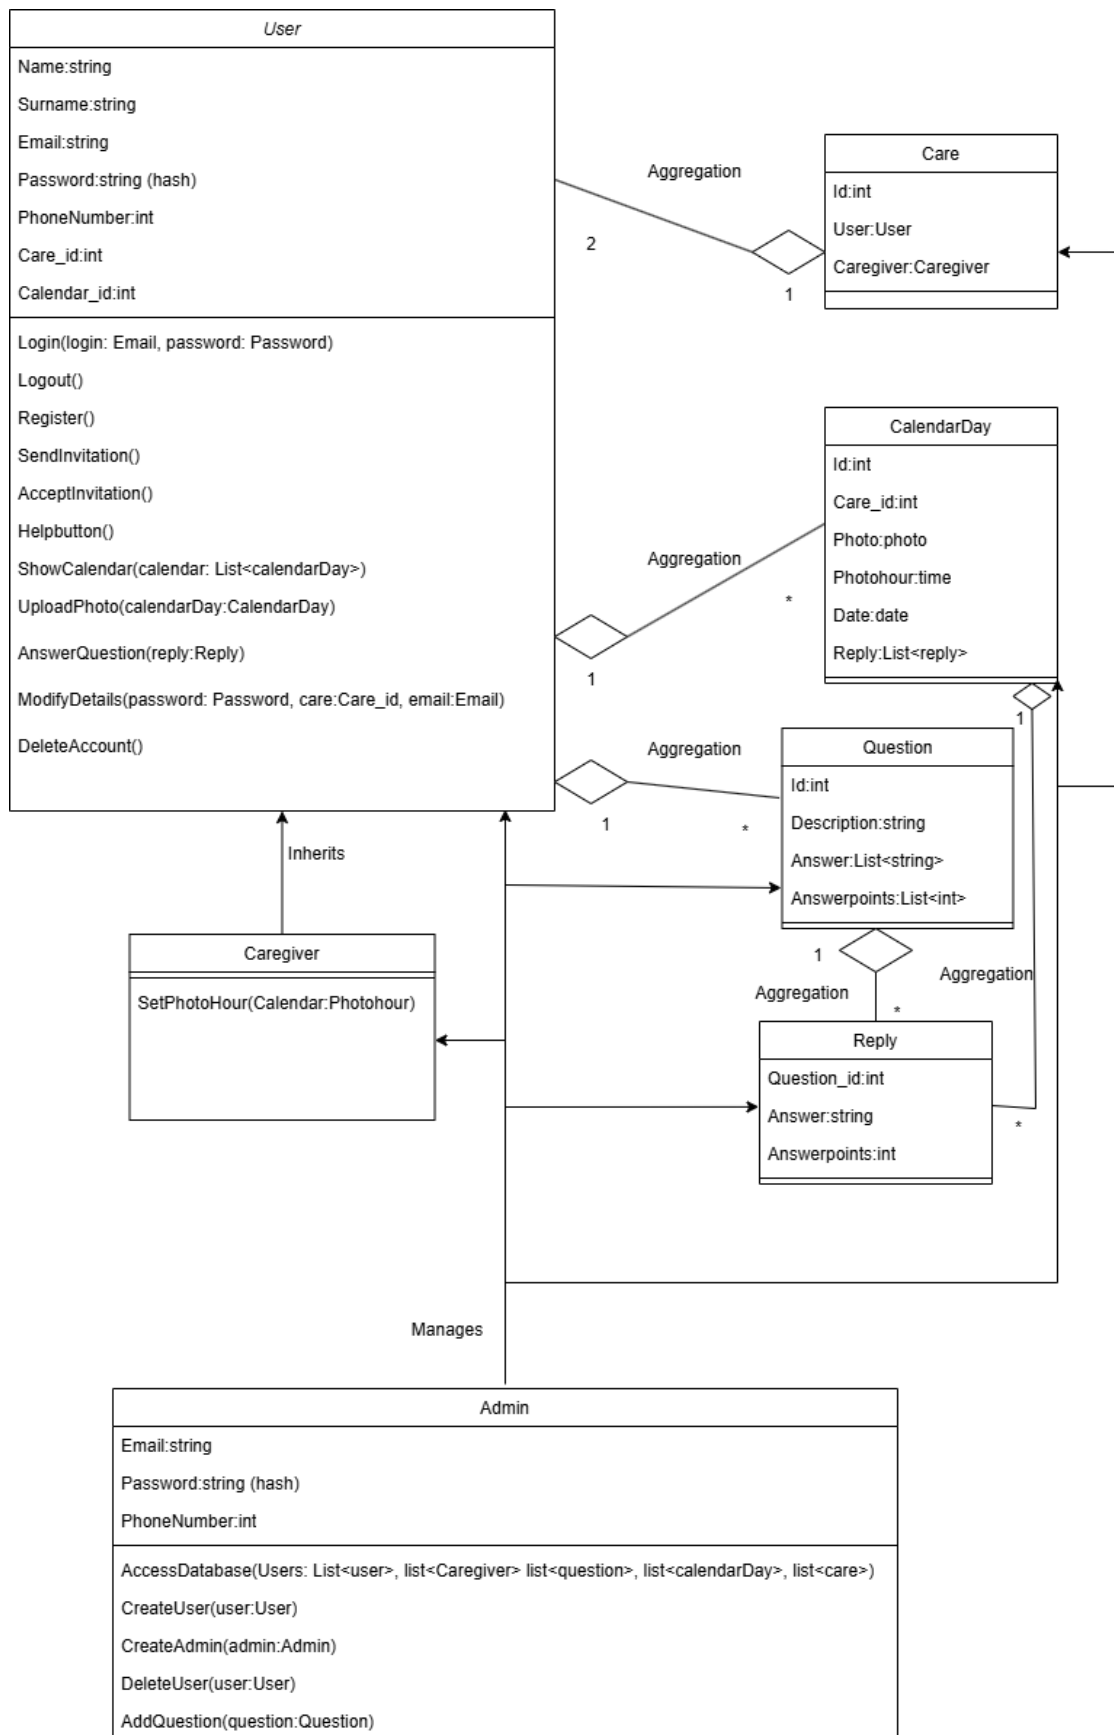 User
Name:string
Surname:string
Email:string
Password:string (hash)
PhoneNumber:int
Care_id:int
Calendar_id:int
Login(login: Email, password: Password)
Logout()
Register()
SendInvitation()
AcceptInvitation()
Helpbutton()
ShowCalendar(calendar: List<calendarDay>)
UploadPhoto(calendarDay:CalendarDay)
AnswerQuestion(reply:Reply)
ModifyDetails(password: Password, care:Care_id, email:Email)
DeleteAccount()
Aggregation
2
1
Care
Id:int
User:User
Caregiver:Caregiver
Aggregation
*
1
CalendarDay
Id:int
Care_id:int
Photo:photo
Photohour:time
Date:date
Reply:List<reply>
1
Aggregation
1
*
Question
Id:int
Description:string
Answer:List<string>
Answerpoints:List<int>
Inherits
Caregiver
SetPhotoHour(Calendar:Photohour)
1
Aggregation
*
Aggregation
*
Reply
Question_id:int
Answer:string
Answerpoints:int
Manages
Admin
Email:string
Password:string (hash)
PhoneNumber:int
AccessDatabase(Users: List<user>, list<Caregiver> list<question>, list<calendarDay>, list<care>)
CreateUser(user:User)
CreateAdmin(admin:Admin)
DeleteUser(user:User)
AddQuestion(question:Question)